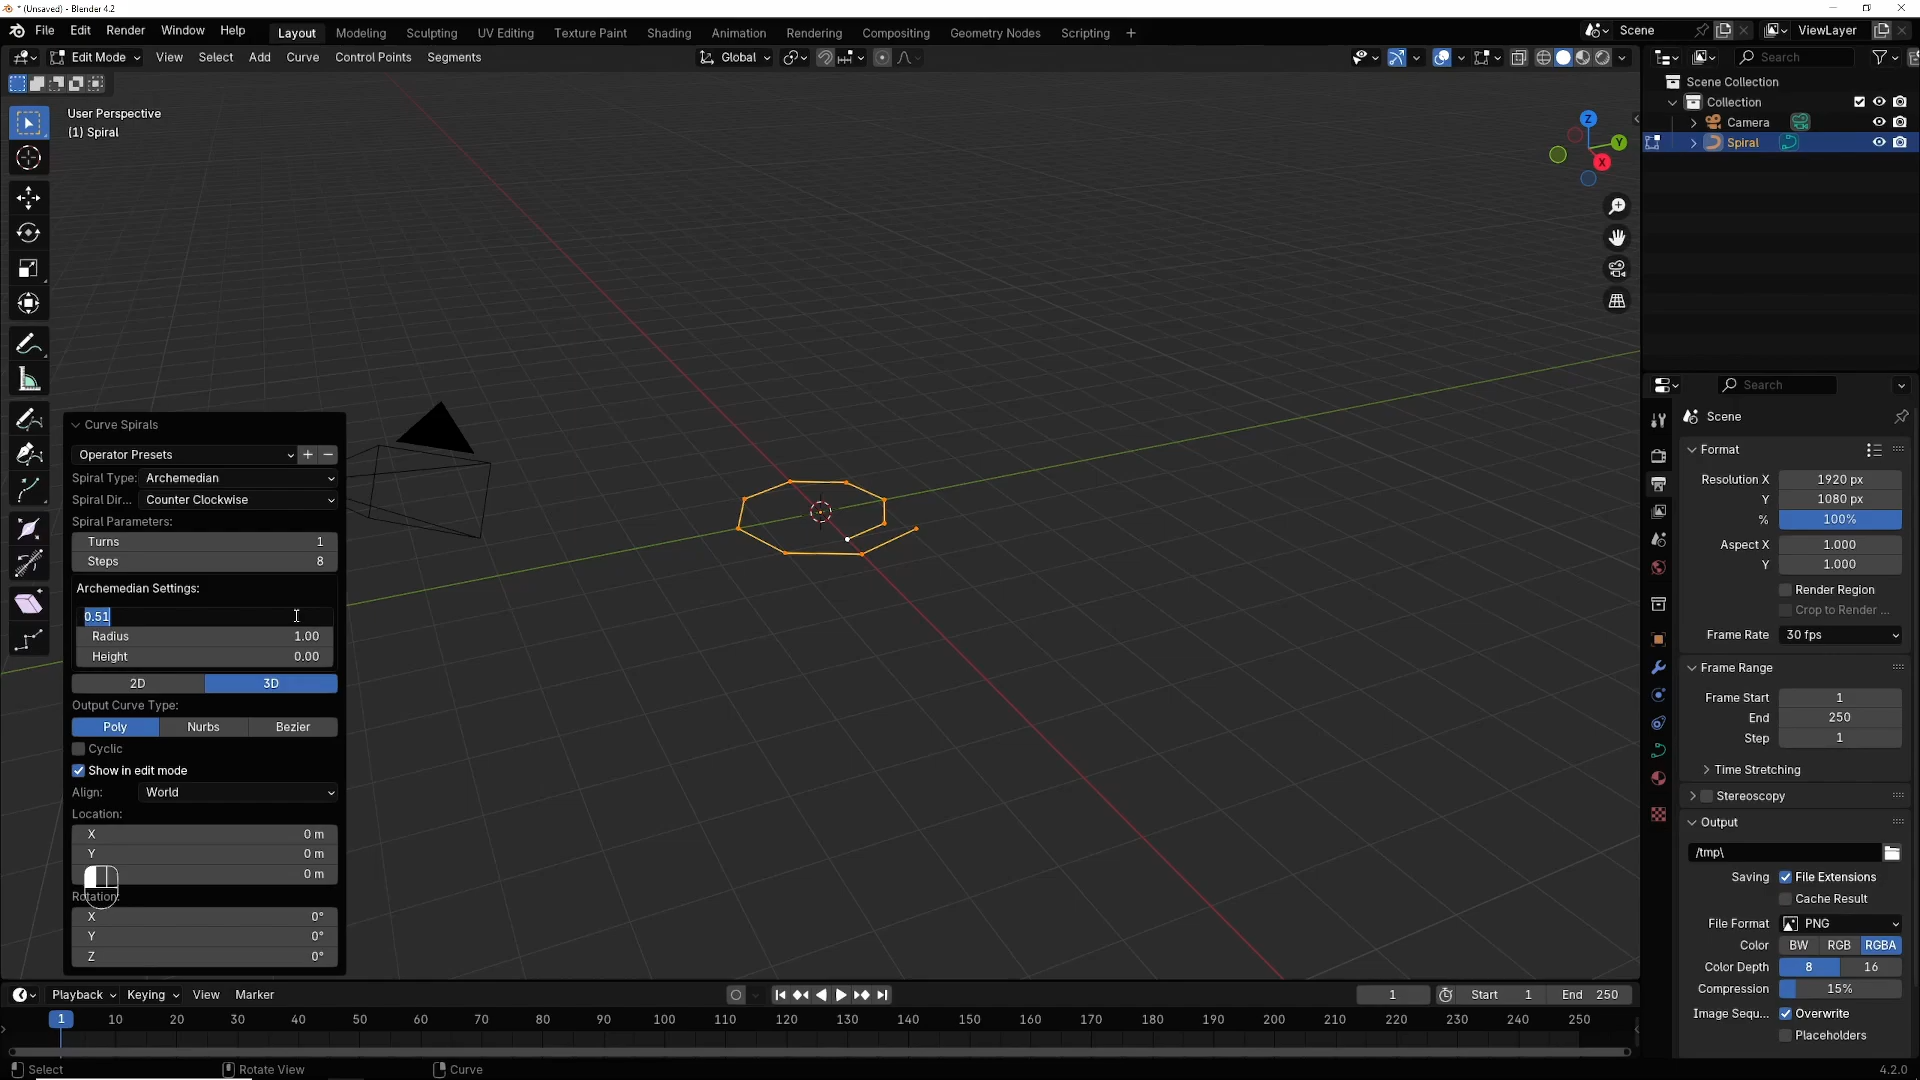 * (Unsaved) - Blender 4.2
File Edit Render Window Help Layout Modeling Sculpting UV Editing Texture Paint Shading Animation Rendering Compositing Geometry Nodes Scripting + Scene ViewLayer
Edit Mode View Select Add Curve Control Points Segments Global Search
User Perspective
(1) Spiral
Z
Y
X
Scene Collection
Collection
Camera
Spiral
Curve Spirals
Operator Presets + −
Spiral Type: Archemedian
Spiral Dir... Counter Clockwise
Spiral Parameters:
Turns 1
Steps 8
Archemedian Settings:
0.51
Radius 1.00
Height 0.00
2D 3D
Output Curve Type:
Poly Nurbs Bezier
Cyclic
Show in edit mode
Align: World
Location:
X 0 m
Y 0 m
0 m
Rotation:
X 0°
Y 0°
Z 0°
Search
Scene
Format
Resolution X 1920 px
Y 1080 px
% 100%
Aspect X 1.000
Y 1.000
Render Region
Crop to Render ...
Frame Rate 30 fps
Frame Range
Frame Start 1
End 250
Step 1
Time Stretching
Stereoscopy
Output
/tmp\
Saving File Extensions
Cache Result
File Format PNG
Color BW RGB RGBA
Color Depth 8 16
Compression 15%
Image Sequ... Overwrite
Placeholders
Playback Keying View Marker 1 Start 1 End 250
1 10 20 30 40 50 60 70 80 90 100 110 120 130 140 150 160 170 180 190 200 210 220 230 240 250
Select Rotate View Curve 4.2.0